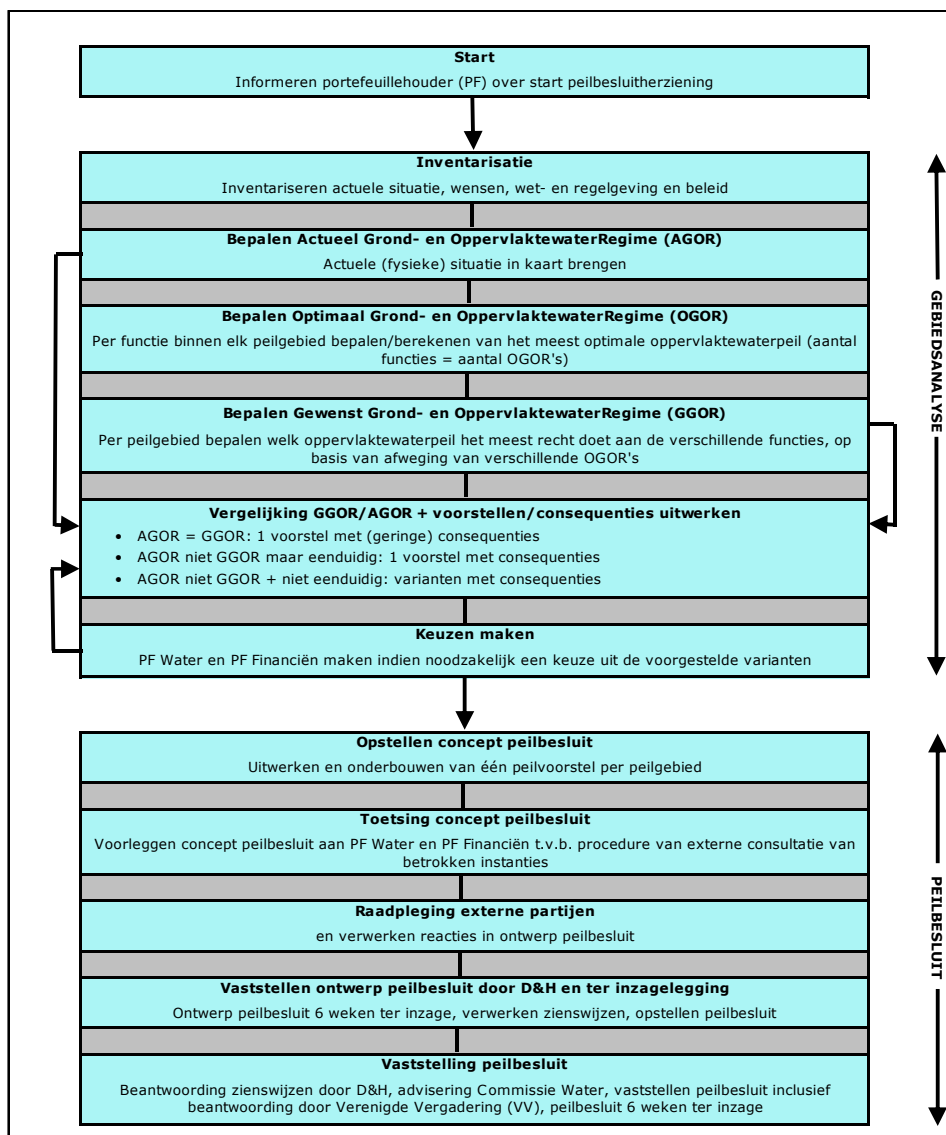 Start
Informeren portefeuillehouder (PF) over start peilbesluitherziening
Inventarisatie
Inventariseren actuele situatie, wensen, wet- en regelgeving en beleid
Bepalen Actueel Grond- en OppervlaktewaterRegime (AGOR)
Actuele (fysieke) situatie in kaart brengen
Bepalen Optimaal Grond- en OppervlaktewaterRegime (OGOR)
Per functie binnen elk peilgebied bepalen/berekenen van het meest optimale oppervlaktewaterpeil (aantal
functies = aantal OGOR's)
Bepalen Gewenst Grond- en OppervlaktewaterRegime (GGOR)
Per peilgebied bepalen welk oppervlaktewaterpeil het meest recht doet aan de verschillende functies, op
basis van afweging van verschillende OGOR's
Vergelijking GGOR/AGOR + voorstellen/consequenties uitwerken
• AGOR = GGOR: 1 voorstel met (geringe) consequenties
• AGOR niet GGOR maar eenduidig: 1 voorstel met consequenties
• AGOR niet GGOR + niet eenduidig: varianten met consequenties
Keuzen maken
PF Water en PF Financiën maken indien noodzakelijk een keuze uit de voorgestelde varianten
GEBIEDSANALYSE
Opstellen concept peilbesluit
Uitwerken en onderbouwen van één peilvoorstel per peilgebied
Toetsing concept peilbesluit
Voorleggen concept peilbesluit aan PF Water en PF Financiën t.v.b. procedure van externe consultatie van
betrokken instanties
Raadpleging externe partijen
en verwerken reacties in ontwerp peilbesluit
Vaststellen ontwerp peilbesluit door D&H en ter inzagelegging
Ontwerp peilbesluit 6 weken ter inzage, verwerken zienswijzen, opstellen peilbesluit
Vaststelling peilbesluit
Beantwoording zienswijzen door D&H, advisering Commissie Water, vaststellen peilbesluit inclusief
beantwoording door Verenigde Vergadering (VV), peilbesluit 6 weken ter inzage
PEILBESLUIT